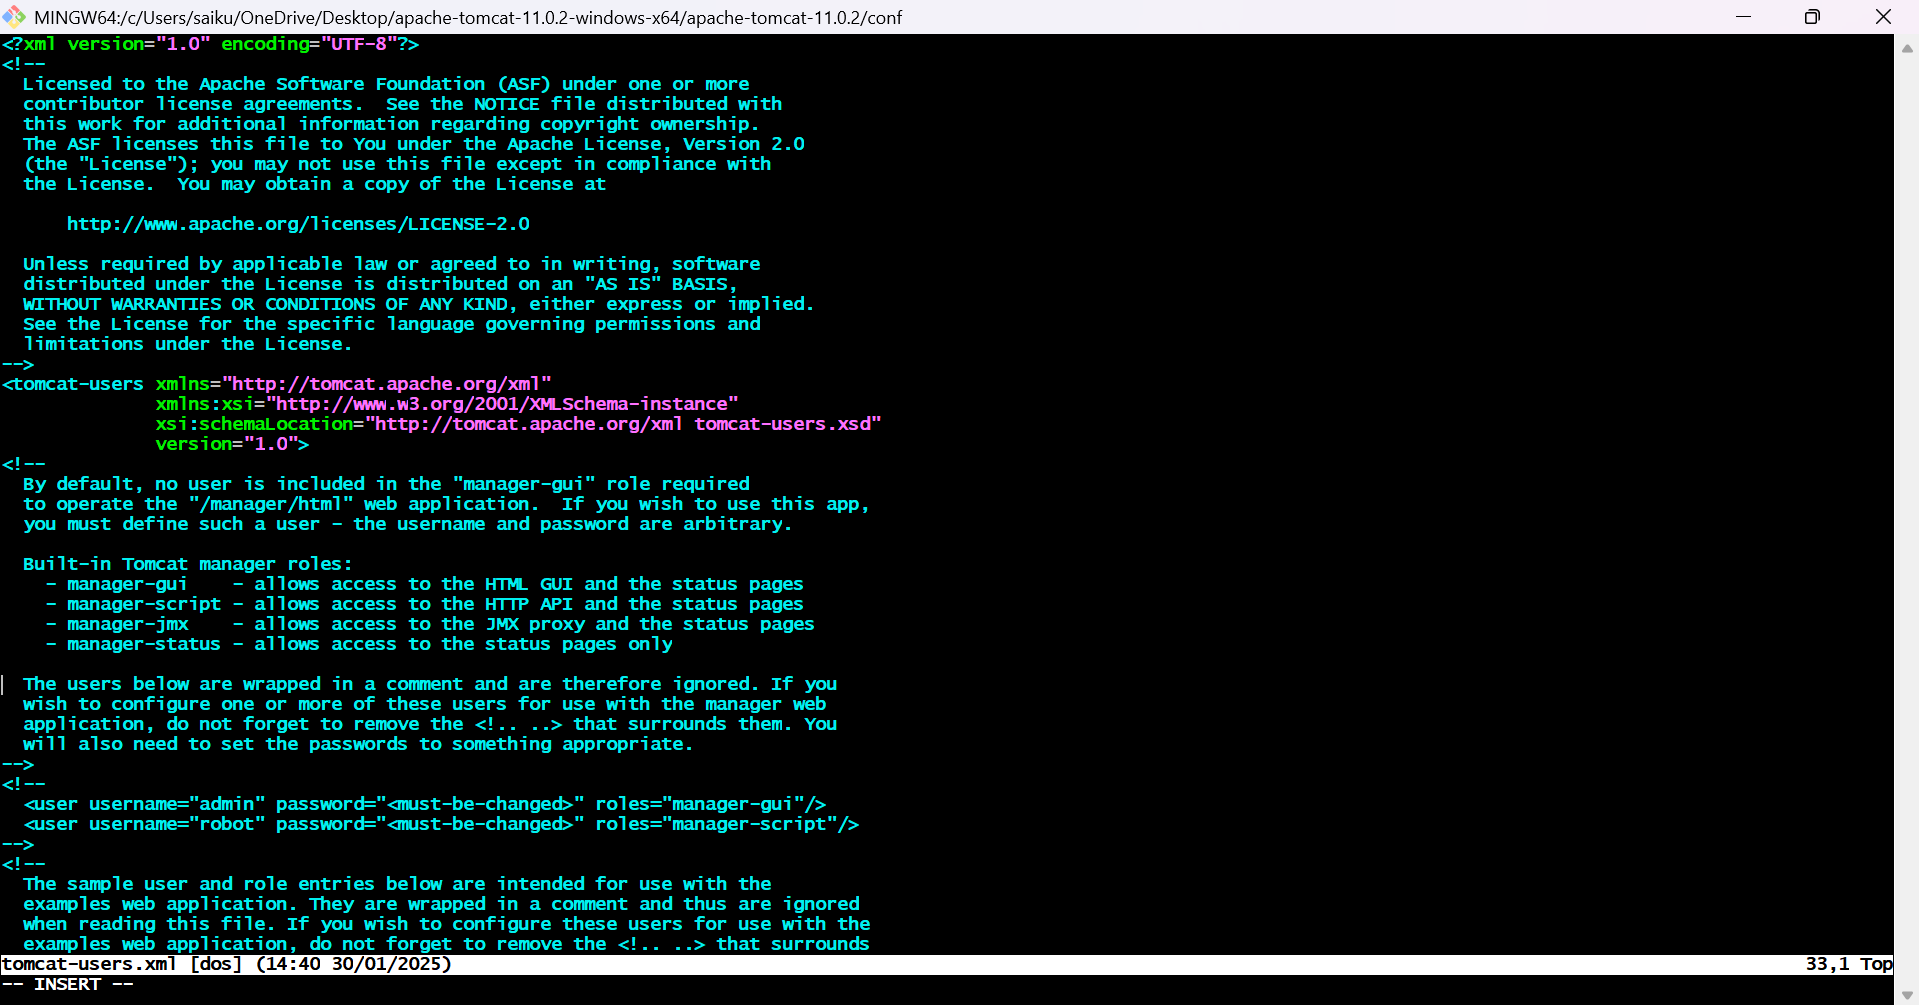 MINGW64:/c/Users/saiku/OneDrive/Desktop/apache-tomcat-11.0.2-windows-x64/apache-tomcat-11.0.2/conf
<?xml version="1.0" encoding="UTF-8"?>
<!--
  Licensed to the Apache Software Foundation (ASF) under one or more
  contributor license agreements.  See the NOTICE file distributed with
  this work for additional information regarding copyright ownership.
  The ASF licenses this file to You under the Apache License, Version 2.0
  (the "License"); you may not use this file except in compliance with
  the License.  You may obtain a copy of the License at

      http://www.apache.org/licenses/LICENSE-2.0

  Unless required by applicable law or agreed to in writing, software
  distributed under the License is distributed on an "AS IS" BASIS,
  WITHOUT WARRANTIES OR CONDITIONS OF ANY KIND, either express or implied.
  See the License for the specific language governing permissions and
  limitations under the License.
-->
<tomcat-users xmlns="http://tomcat.apache.org/xml"
              xmlns:xsi="http://www.w3.org/2001/XMLSchema-instance"
              xsi:schemaLocation="http://tomcat.apache.org/xml tomcat-users.xsd"
              version="1.0">
<!--
  By default, no user is included in the "manager-gui" role required
  to operate the "/manager/html" web application.  If you wish to use this app,
  you must define such a user - the username and password are arbitrary.

  Built-in Tomcat manager roles:
    - manager-gui    - allows access to the HTML GUI and the status pages
    - manager-script - allows access to the HTTP API and the status pages
    - manager-jmx    - allows access to the JMX proxy and the status pages
    - manager-status - allows access to the status pages only

  The users below are wrapped in a comment and are therefore ignored. If you
  wish to configure one or more of these users for use with the manager web
  application, do not forget to remove the <!.. ..> that surrounds them. You
  will also need to set the passwords to something appropriate.
-->
<!--
  <user username="admin" password="<must-be-changed>" roles="manager-gui"/>
  <user username="robot" password="<must-be-changed>" roles="manager-script"/>
-->
<!--
  The sample user and role entries below are intended for use with the
  examples web application. They are wrapped in a comment and thus are ignored
  when reading this file. If you wish to configure these users for use with the
  examples web application, do not forget to remove the <!.. ..> that surrounds
tomcat-users.xml [dos] (14:40 30/01/2025) 33,1 Top
-- INSERT --